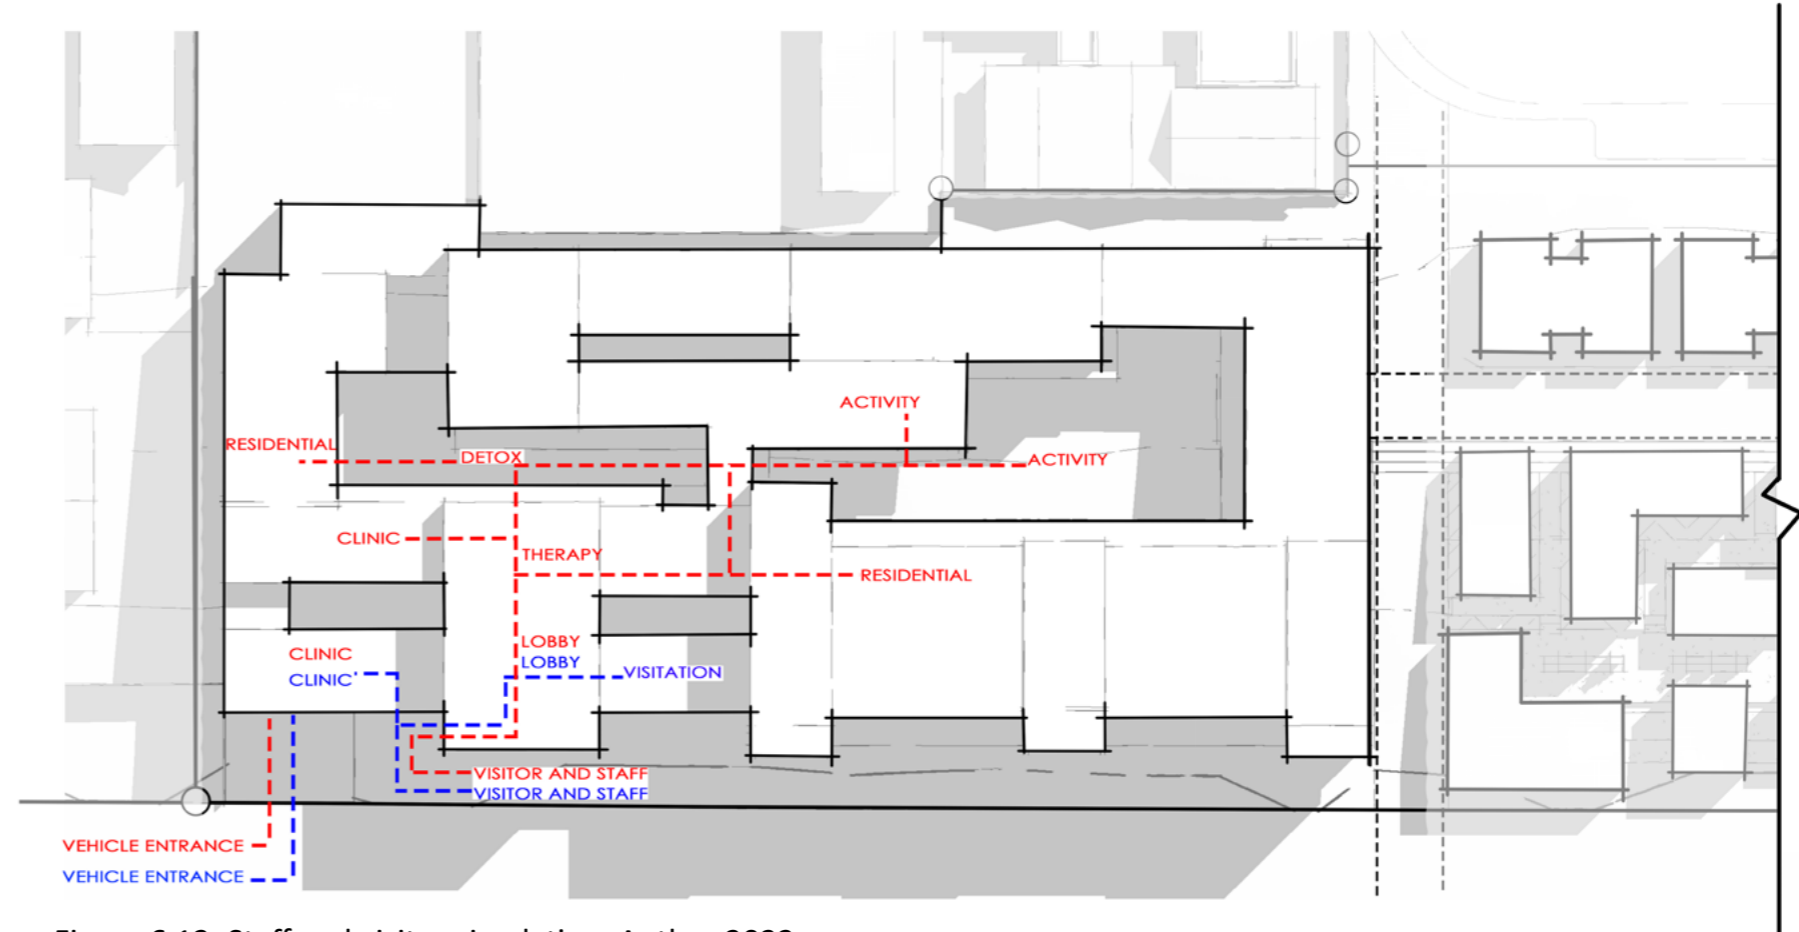 ACTIVITY
RESIDENTIAL
DETOX
ACTIVITY
CLINIC
THERAPY
RESIDENTIAL
LOBBY
CLINIC
LOBBY
VISITATION
CLINIC
VISITOR AND STAFF
VISITOR AND STAFF
VEHICLE ENTRANCE
VEHICLE ENTRANCE